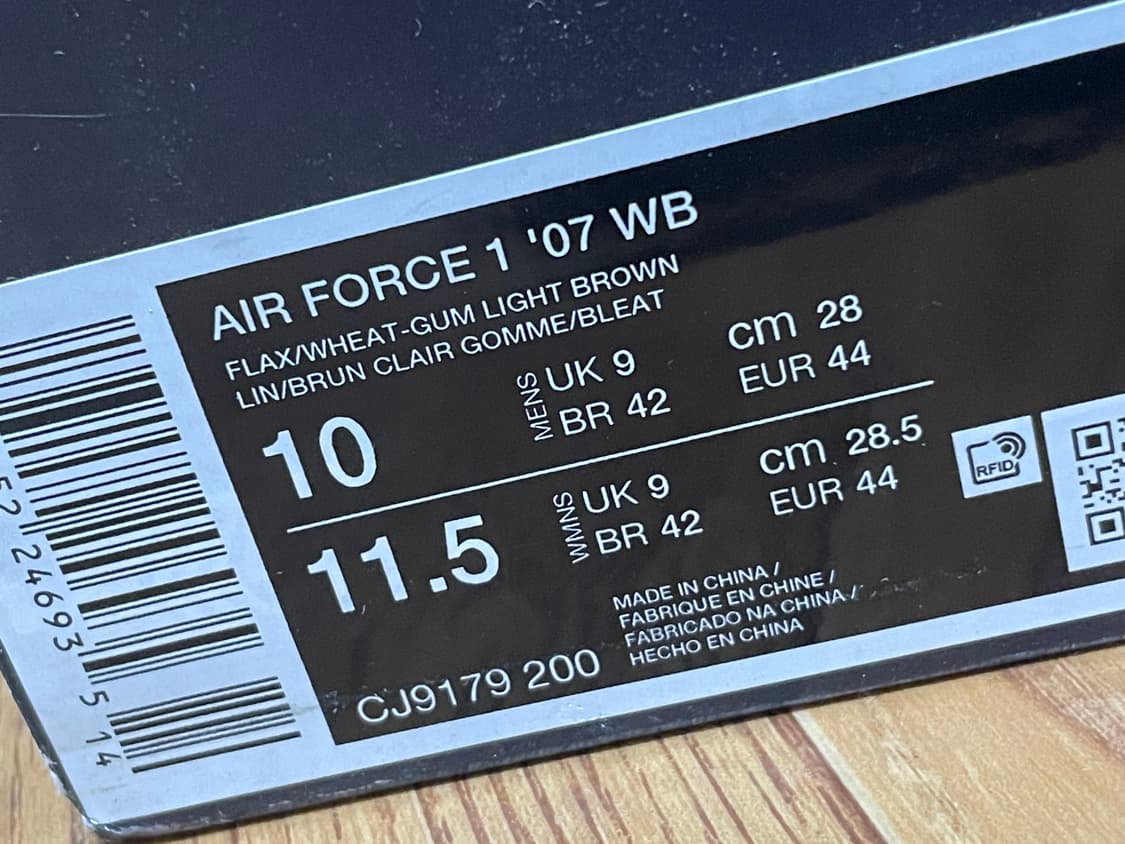 AIR FORCE 1 '07 WB
FLAX/WHEAT-GUM LIGHT BROWN
LIN/BRUN CLAIR GOMME/BLEAT
10
MENS
UK 9
BR 42
cm 28
EUR 44
11.5
WMNS
UK 9
BR 42
cm 28.5
EUR 44
RFID
MADE IN CHINA /
FABRIQUE EN CHINE /
FABRICADO NA CHINA /
HECHO EN CHINA
CJ9179 200
52 24693 5 14